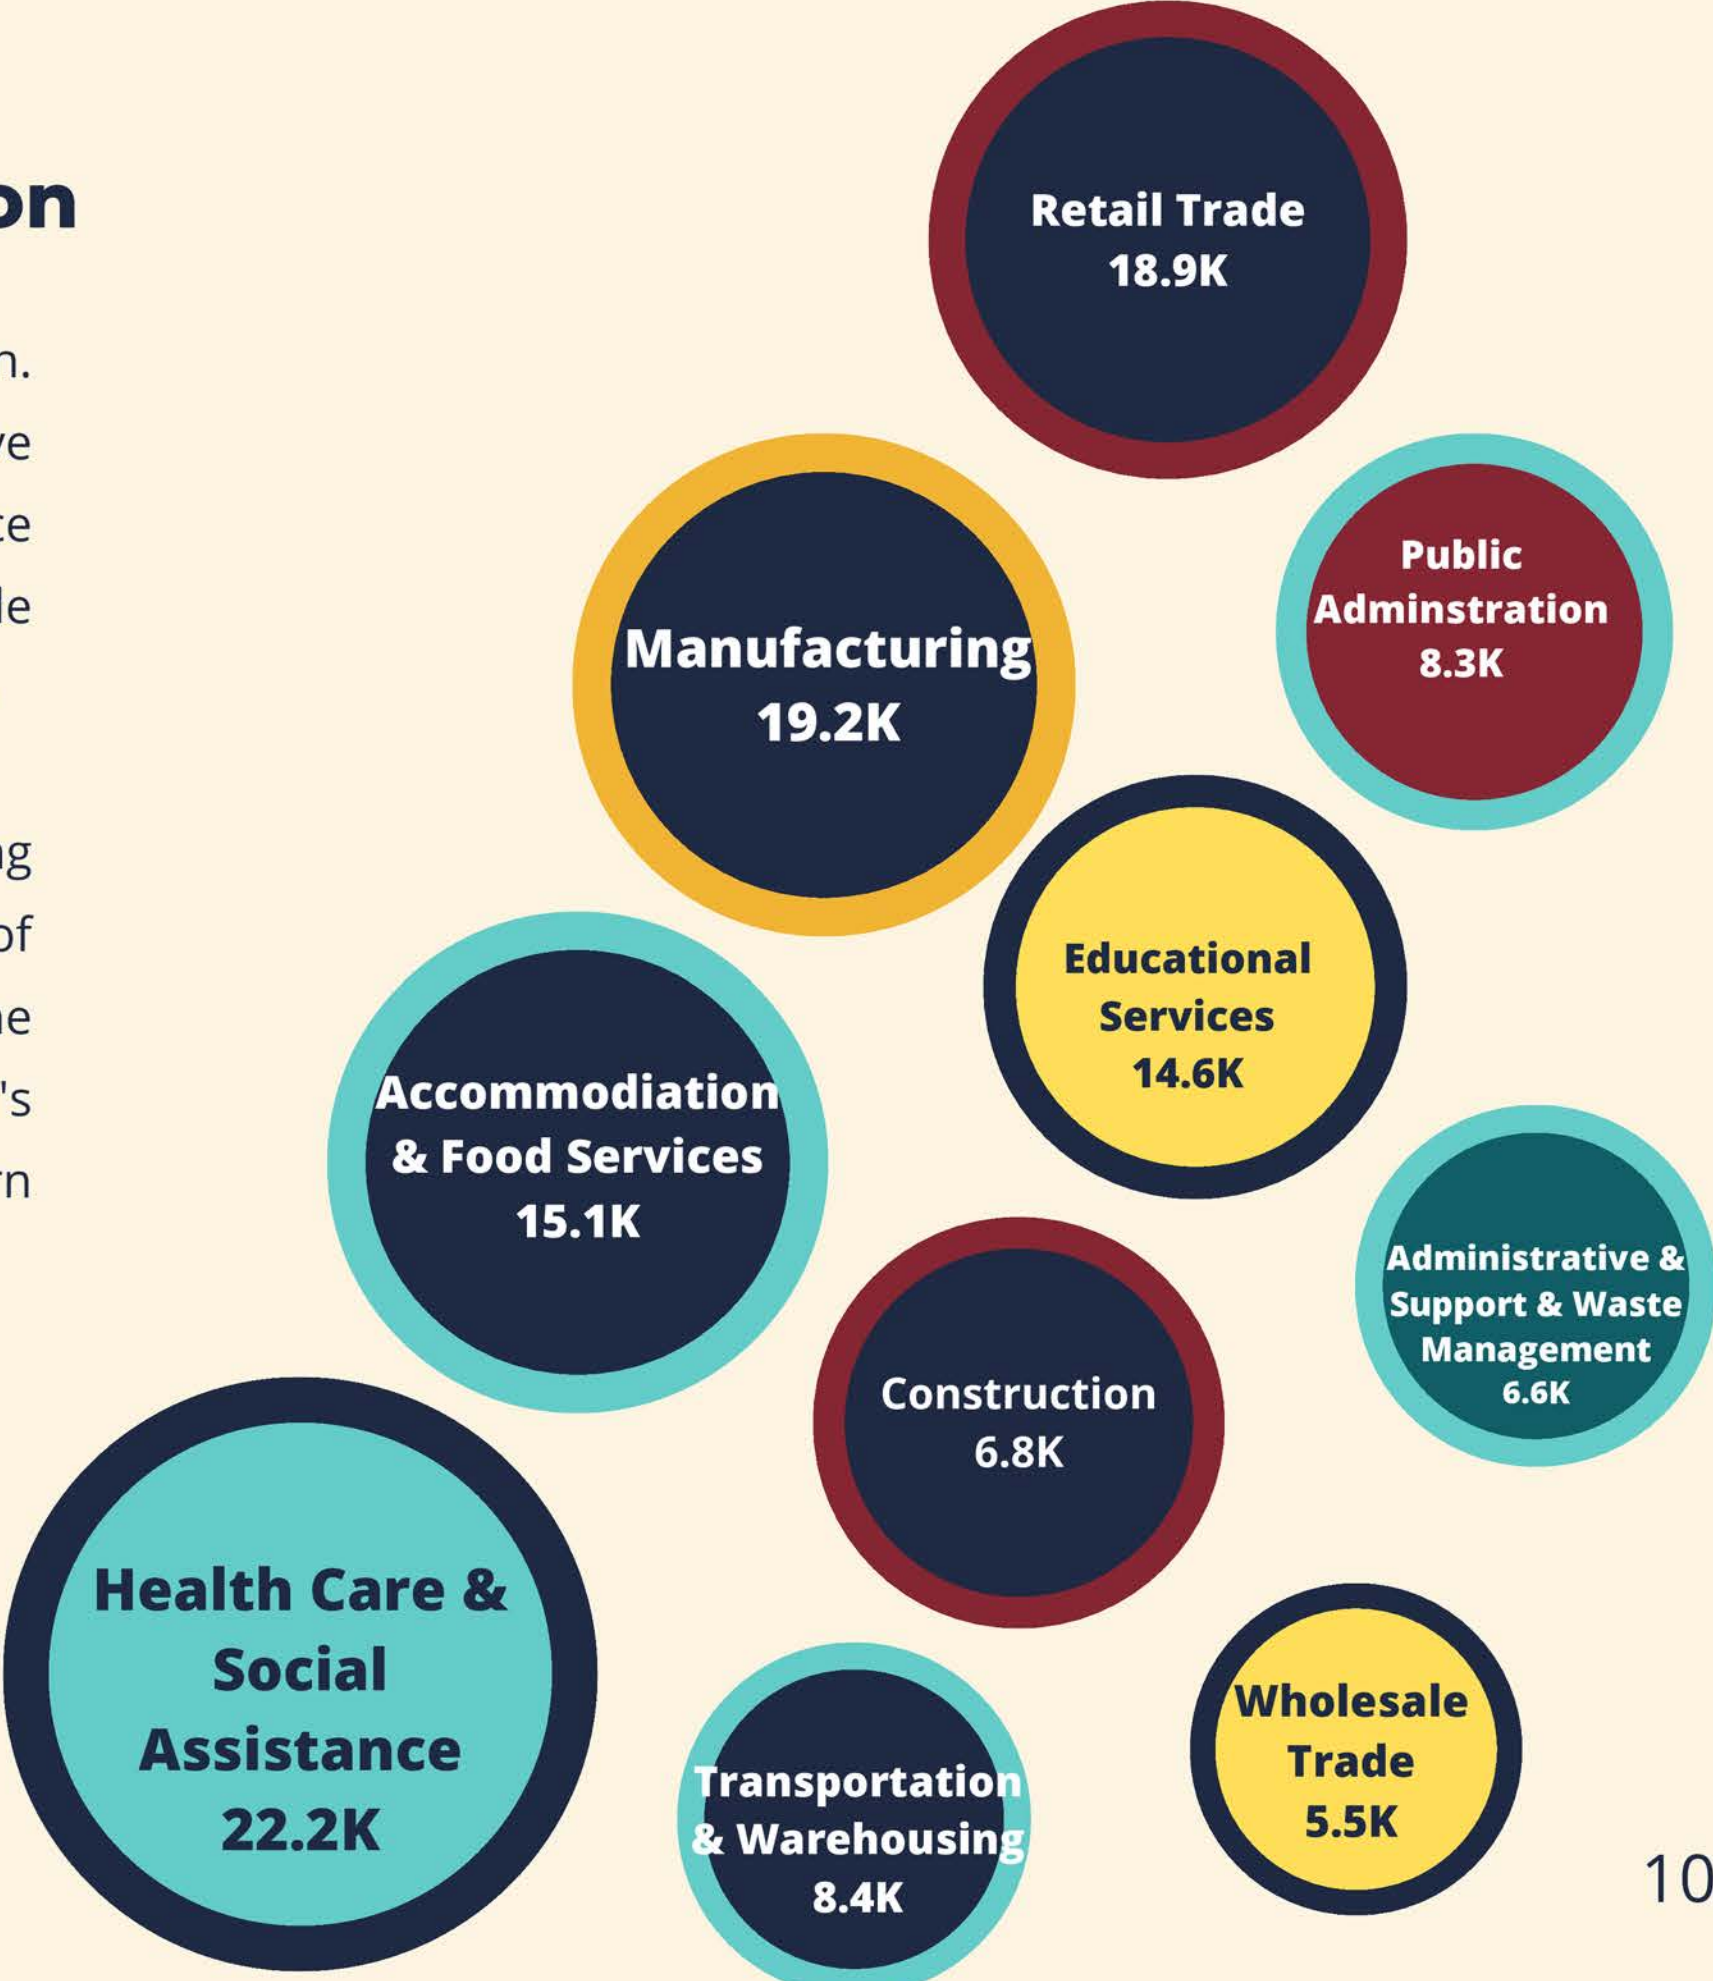 on
n.
ve
te
le
ng
of
ne
's
rn
Retail Trade
18.9K
Public
Adminstration
8.3K
Manufacturing
19.2K
Educational
Services
14.6K
Accommodiation
& Food Services
15.1K
Administrative &
Support & Waste
Management
6.6K
Construction
6.8K
Health Care &
Social
Assistance
22.2K
Wholesale
Trade
5.5K
Transportation
& Warehousing
8.4K
10